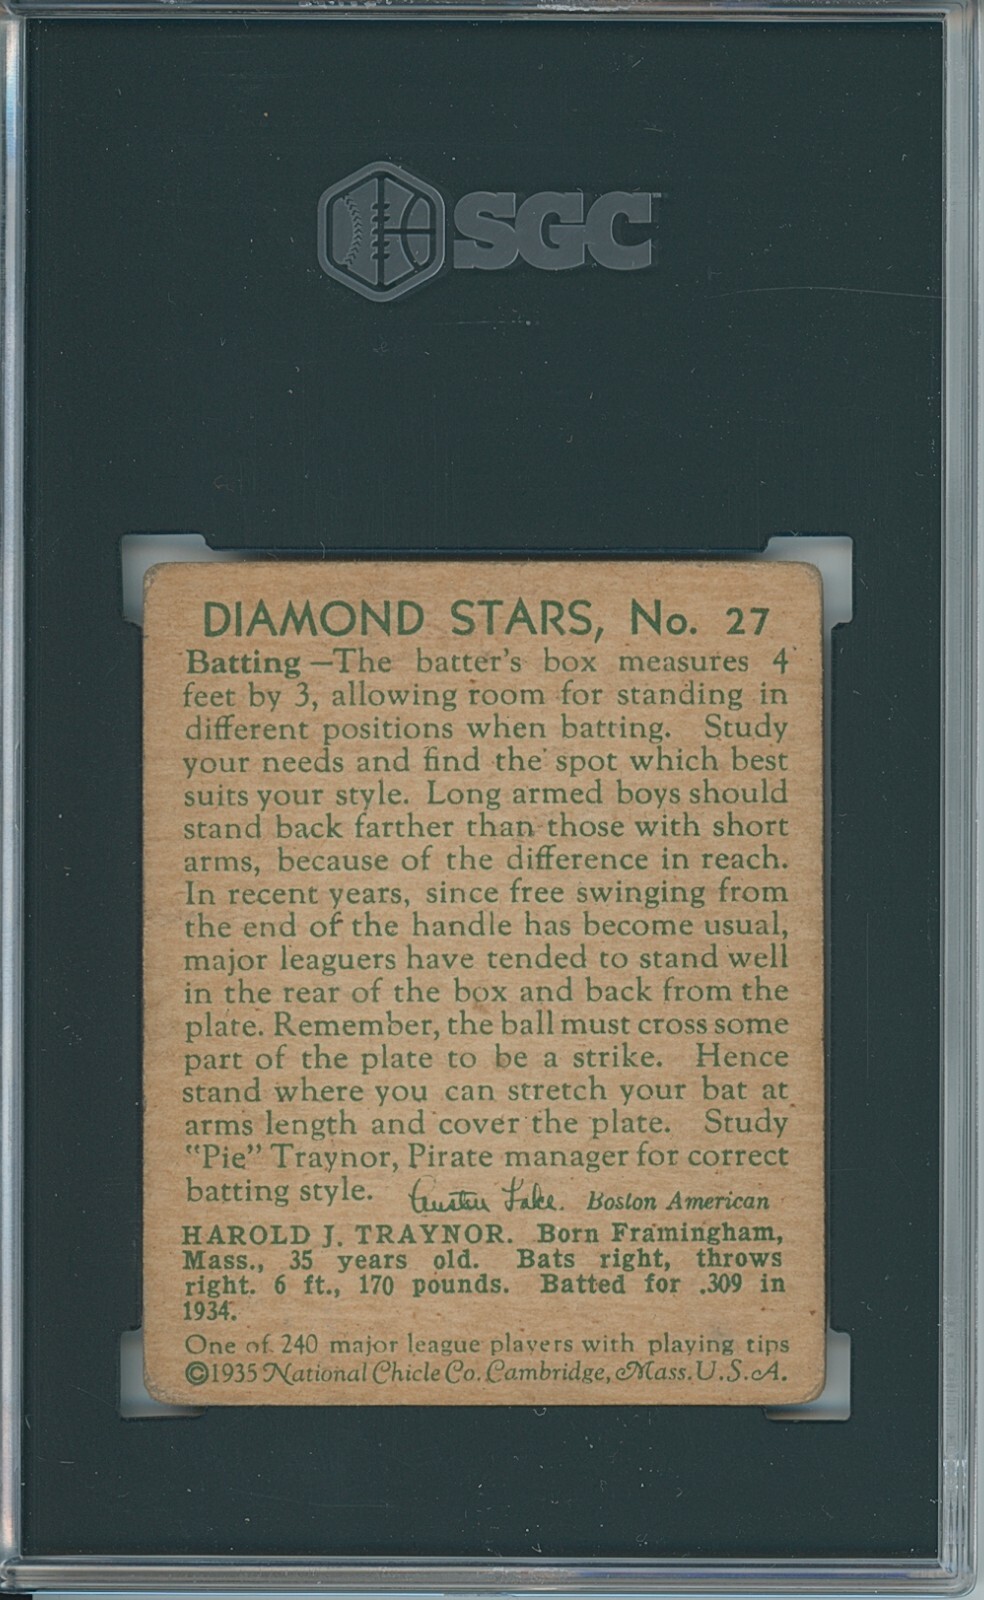 SGC
DIAMOND STARS, No. 27
Batting—The batter's box measures 4
feet by 3, allowing room for standing in
different positions when batting. Study
your needs and find the spot which best
suits your style. Long armed boys should
stand back farther than those with short
arms, because of the difference in reach.
In recent years, since free swinging from
the end of the handle has become usual,
major leaguers have tended to stand well
in the rear of the box and back from the
plate. Remember, the ball must cross some
part of the plate to be a strike. Hence
stand where you can stretch your bat at
arms length and cover the plate. Study
"Pie" Traynor, Pirate manager for correct
batting style. Austen Lake. Boston American
HAROLD J. TRAYNOR. Born Framingham,
Mass., 35 years old. Bats right, throws
right. 6 ft., 170 pounds. Batted for .309 in
1934.
One of 240 major league players with playing tips
©1935 National Chicle Co. Cambridge, Mass. U.S.A.